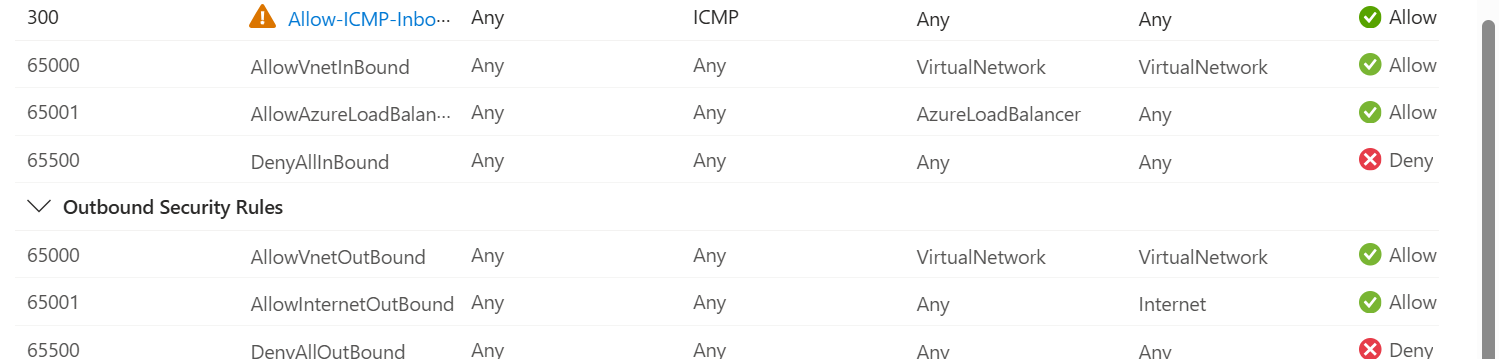 300 Allow-ICMP-Inbo... Any ICMP Any Any Allow
65000 AllowVnetInBound Any Any VirtualNetwork VirtualNetwork Allow
65001 AllowAzureLoadBalan... Any Any AzureLoadBalancer Any Allow
65500 DenyAllInBound Any Any Any Any Deny
Outbound Security Rules
65000 AllowVnetOutBound Any Any VirtualNetwork VirtualNetwork Allow
65001 AllowInternetOutBound Any Any Any Internet Allow
65500 DenyAllOutBound Any Any Any Any Deny